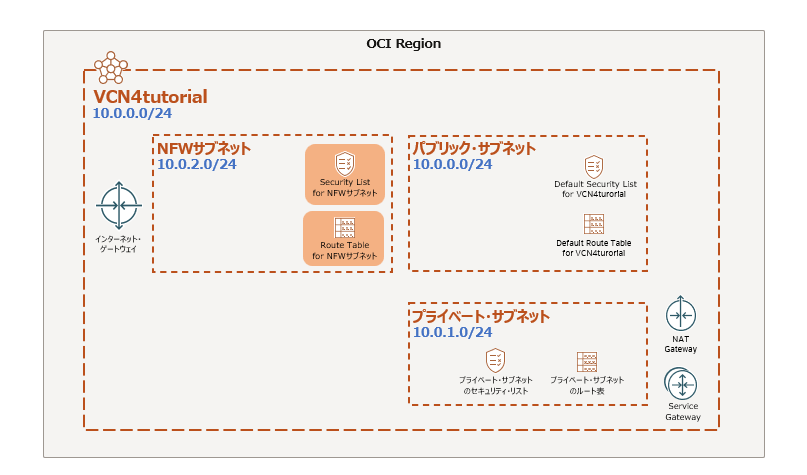 OCI Region
VCN4tutorial
10.0.0.0/24
NFWサブネット
10.0.2.0/24
Security List
for NFWサブネット
Route Table
for NFWサブネット
インターネット・
ゲートウェイ
パブリック・サブネット
10.0.0.0/24
Default Security List
for VCN4turorial
Default Route Table
for VCN4turorial
プライベート・サブネット
10.0.1.0/24
プライベート・サブネット
のセキュリティ・リスト
プライベート・サブネット
のルート表
NAT
Gateway
Service
Gateway